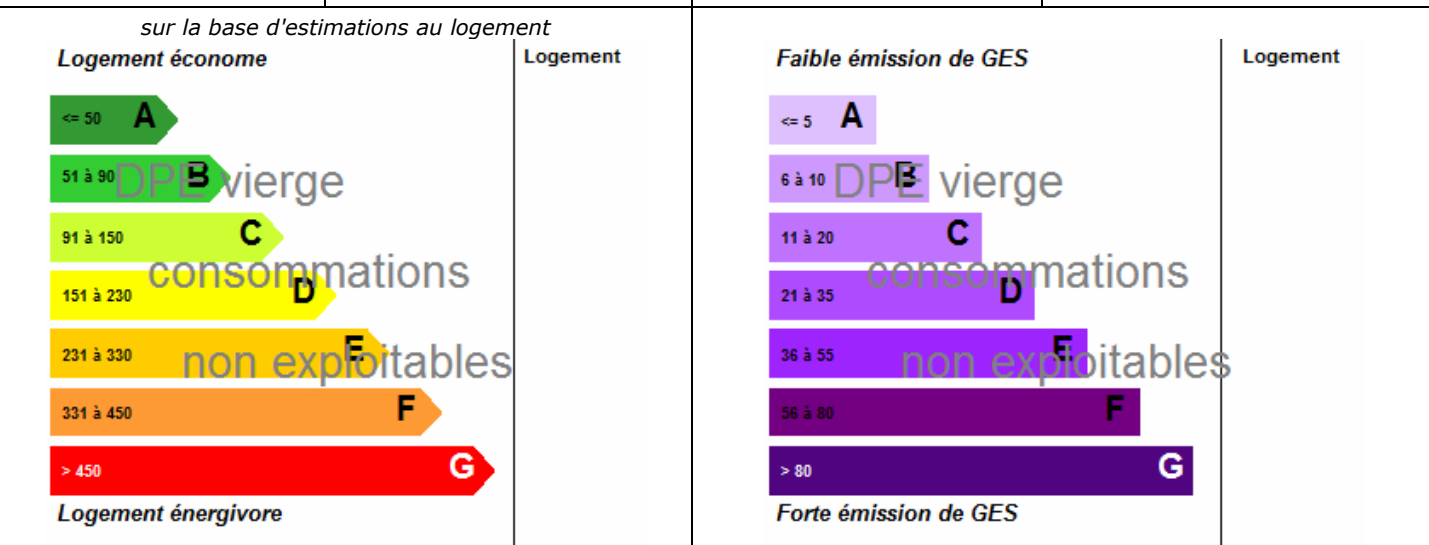 sur la base d'estimations au logement
Logement économe
Logement
<= 50 A
51 à 90 B
DPE vierge
91 à 150 C
consommations
151 à 230 D
231 à 330 E
non exploitables
331 à 450 F
> 450 G
Logement énergivore
Faible émission de GES
Logement
<= 5 A
6 à 10 B
DPE vierge
11 à 20 C
consommations
21 à 35 D
36 à 55 E
non exploitables
56 à 80 F
> 80 G
Forte émission de GES